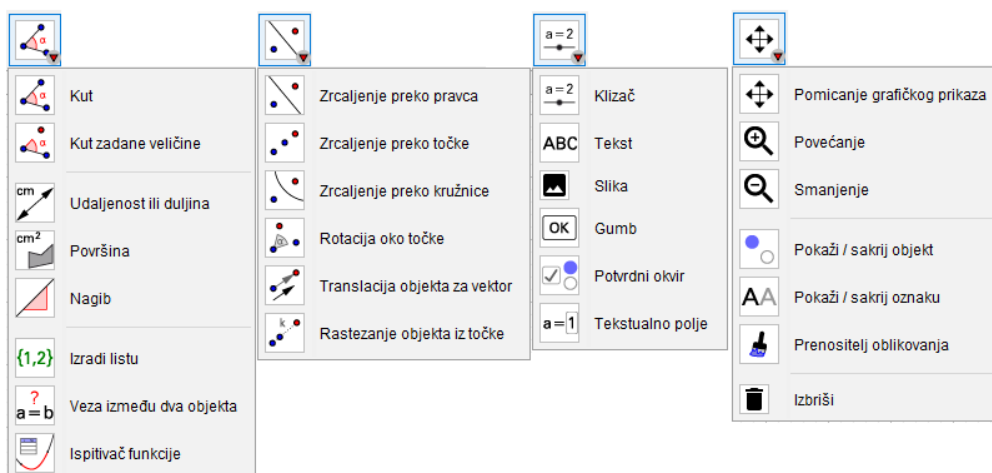 α
a = 2
α
Kut
α
Kut zadane veličine
cm
Udaljenost ili duljina
cm²
Površina
Nagib
{1,2}
Izradi listu
?
a = b
Veza između dva objekta
Ispitivač funkcije
Zrcaljenje preko pravca
Zrcaljenje preko točke
Zrcaljenje preko kružnice
α
Rotacija oko točke
Translacija objekta za vektor
k
Rastezanje objekta iz točke
a = 2
Klizač
ABC
Tekst
Slika
OK
Gumb
Potvrdni okvir
a = 1
Tekstualno polje
Pomicanje grafičkog prikaza
Povećanje
Smanjenje
Pokaži / sakrij objekt
AA
Pokaži / sakrij oznaku
Prenositelj oblikovanja
Izbriši